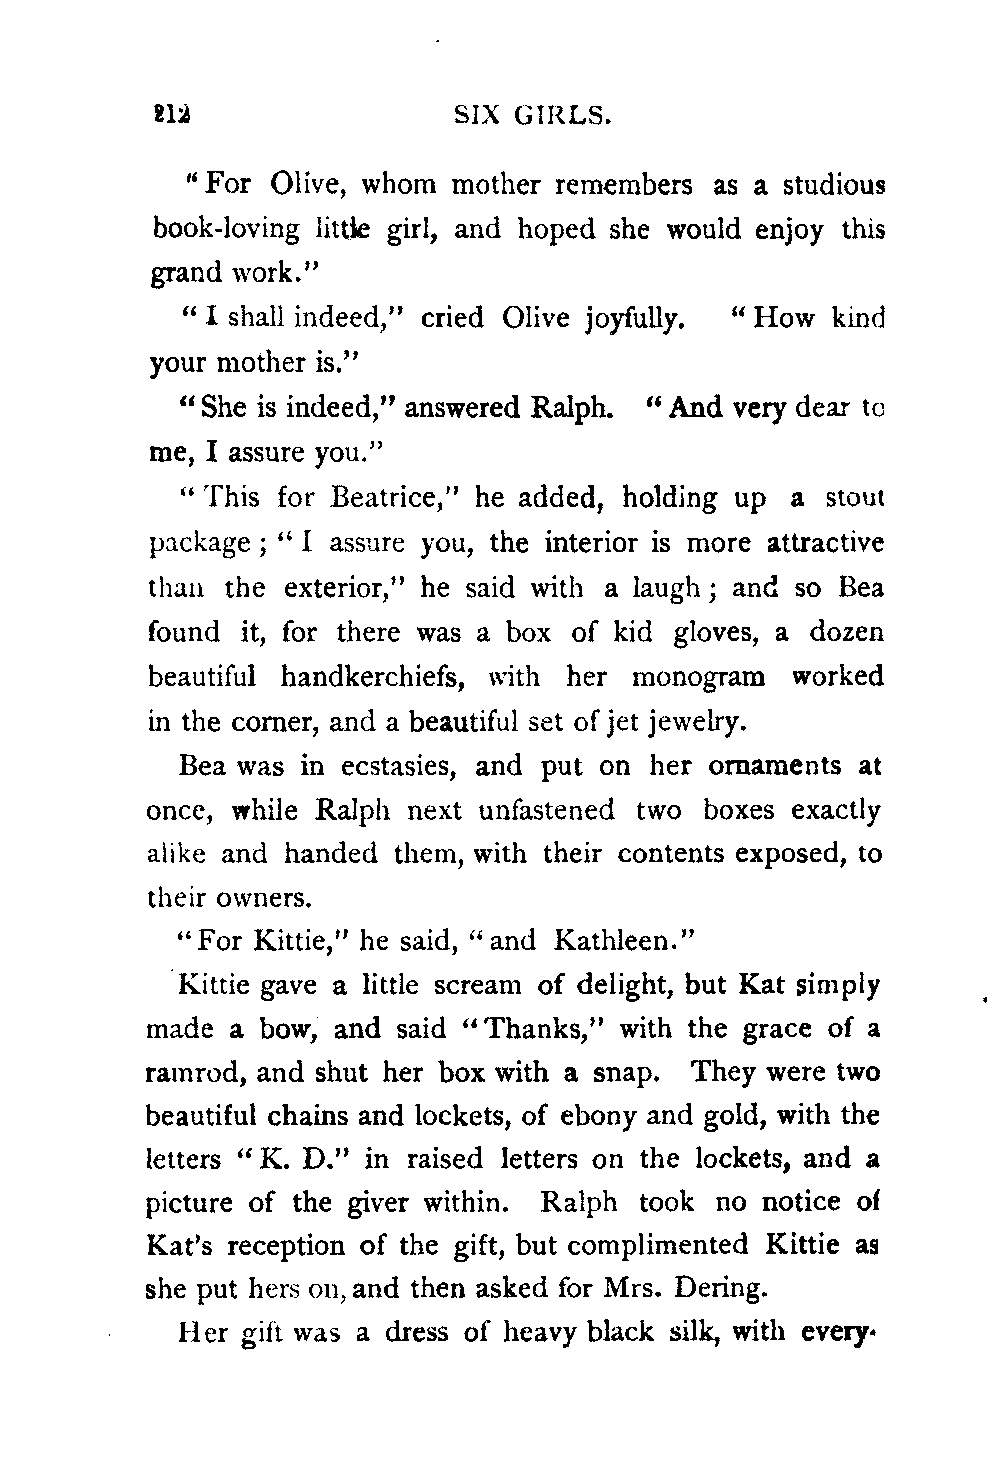 212 SIX GIRLS.
"For Olive, whom mother remembers as a studious
book-loving little girl, and hoped she would enjoy this
grand work."
"I shall indeed," cried Olive joyfully. "How kind
your mother is."
"She is indeed," answered Ralph. "And very dear to
me, I assure you."
"This for Beatrice," he added, holding up a stout
package; "I assure you, the interior is more attractive
than the exterior," he said with a laugh; and so Bea
found it, for there was a box of kid gloves, a dozen
beautiful handkerchiefs, with her monogram worked
in the corner, and a beautiful set of jet jewelry.
Bea was in ecstasies, and put on her ornaments at
once, while Ralph next unfastened two boxes exactly
alike and handed them, with their contents exposed, to
their owners.
"For Kittie," he said, "and Kathleen."
Kittie gave a little scream of delight, but Kat simply
made a bow, and said "Thanks," with the grace of a
ramrod, and shut her box with a snap. They were two
beautiful chains and lockets, of ebony and gold, with the
letters "K. D." in raised letters on the lockets, and a
picture of the giver within. Ralph took no notice of
Kat's reception of the gift, but complimented Kittie as
she put hers on, and then asked for Mrs. Dering.
Her gift was a dress of heavy black silk, with every-